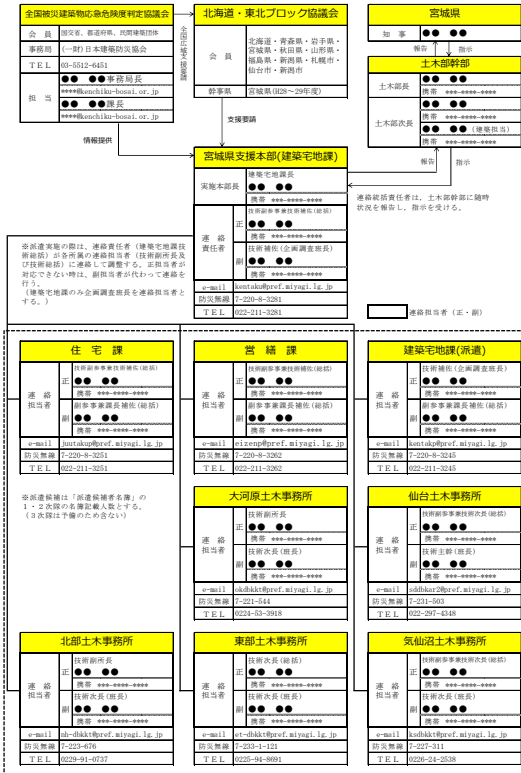 全国被災建築物応急危険度判定協議会
会 員 国交省、都道府県、民間建築団体
事務局 (一財)日本建築防災協会
TEL 03-5512-6451
担 当
●● ●●事務局長
****@kenchiku-bosai.or.jp
●● ●●課長
****@kenchiku-bosai.or.jp
全国広域支援要請
北海道・東北ブロック協議会
会 員
北海道・青森県・岩手県・
宮城県・秋田県・山形県・
福島県・新潟県・札幌市・
仙台市・新潟市
幹事県 宮城県(H28～29年度)
宮城県
知 事 ●● ●●
報告 指示
土木部幹部
土木部長 ●● ●●
携帯 ***-****-****
土木部次長 ●● ●●
携帯 ***-****-****
●● ●● (建築担当)
携帯 ***-****-****
情報提供
支援要請
報告 指示
宮城県支援本部(建築宅地課)
実施本部長
建築宅地課長
●● ●●
携帯 ***-****-****
連 絡
責任者
正
技術副参事兼技術補佐(総括)
●● ●●
携帯 ***-****-****
副
技術補佐(企画調査班長)
●● ●●
携帯 ***-****-****
e-mail kentaku@pref.miyagi.lg.jp
防災無線 7-220-8-3281
TEL 022-211-3281
連絡統括責任者は、土木部幹部に随時
状況を報告し、指示を受ける。
※派遣実施の際は、連絡責任者（建築宅地課技
術総括）が各所属の連絡担当者（技術副所長及
び技術総括）に連絡して調整する。正担当者が
対応できない時は、副担当者が代わって連絡を
行う。
（建築宅地課のみ企画調査班長を連絡担当者と
する。）
連絡担当者（正・副）
住 宅 課
連 絡
担当者
正
技術副参事兼技術補佐(総括)
●● ●●
携帯 ***-****-****
副
副参事兼課長補佐(総括)
●● ●●
携帯 ***-****-****
e-mail juutakup@pref.miyagi.lg.jp
防災無線 7-220-8-3251
TEL 022-211-3251
営 繕 課
連 絡
担当者
正
技術副参事兼技術補佐(総括)
●● ●●
携帯 ***-****-****
副
副参事兼課長補佐(総括)
●● ●●
携帯 ***-****-****
e-mail eizenp@pref.miyagi.lg.jp
防災無線 7-220-8-3262
TEL 022-211-3262
建築宅地課(派遣)
連 絡
担当者
正
技術補佐(企画調査班長)
●● ●●
携帯 ***-****-****
副
副参事兼課長補佐(総括)
●● ●●
携帯 ***-****-****
e-mail kentakp@pref.miyagi.lg.jp
防災無線 7-220-8-3245
TEL 022-211-3245
※派遣候補は「派遣候補者名簿」の
1・2次隊の名簿記載人数とする。
（3次隊は予備のため含ない）
大河原土木事務所
連 絡
担当者
正
技術副所長
●● ●●
携帯 ***-****-****
副
技術次長(班長)
●● ●●
携帯 ***-****-****
e-mail okdbkkt@pref.miyagi.lg.jp
防災無線 7-221-544
TEL 0224-53-3918
仙台土木事務所
連 絡
担当者
正
技術副参事兼技術次長(総括)
●● ●●
携帯 ***-****-****
副
技術主幹(班長)
●● ●●
携帯 ***-****-****
e-mail sddbkar2@pref.miyagi.lg.jp
防災無線 7-231-503
TEL 022-297-4348
北部土木事務所
連 絡
担当者
正
技術副所長
●● ●●
携帯 ***-****-****
副
技術次長(班長)
●● ●●
携帯 ***-****-****
e-mail nh-dbkkt@pref.miyagi.lg.jp
防災無線 7-223-676
TEL 0229-91-0737
東部土木事務所
連 絡
担当者
正
技術次長(総括)
●● ●●
携帯 ***-****-****
副
技術次長(班長)
●● ●●
携帯 ***-****-****
e-mail et-dbkkt@pref.miyagi.lg.jp
防災無線 7-233-1-121
TEL 0225-94-8691
気仙沼土木事務所
連 絡
担当者
正
技術副参事兼技術次長(総括)
●● ●●
携帯 ***-****-****
副
技術次長(班長)
●● ●●
携帯 ***-****-****
e-mail ksdbkkt@pref.miyagi.lg.jp
防災無線 7-227-311
TEL 0226-24-2538